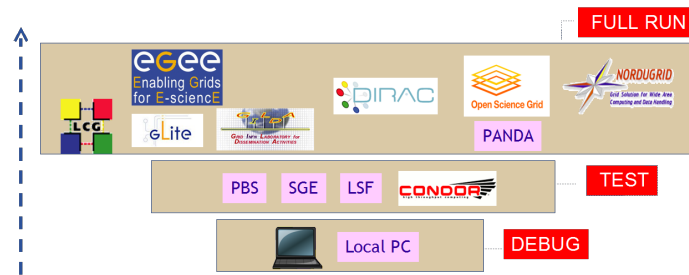 FULL RUN
eGee
Enabling Grids
for E-sciencE
DIRAC
Open Science Grid
NORDUGRID
Grid Solution for Wide Area
Computing and Data Handling
LCG
gLite
GRID INFN LABORATORY for
DISSEMINATION ACTIVITIES
PANDA
PBS
SGE
LSF
CONDOR
high throughput computing
TEST
Local PC
DEBUG